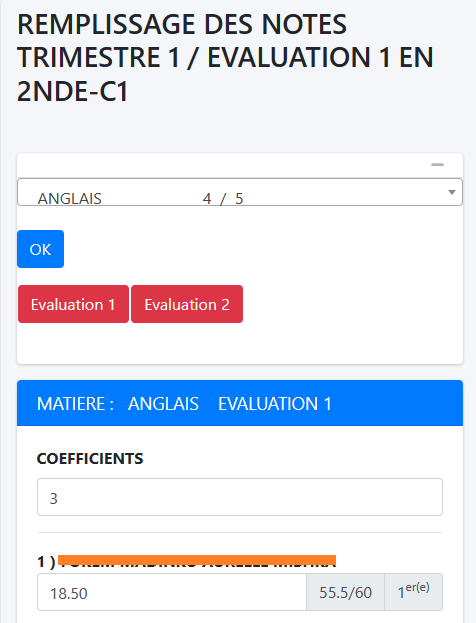 REMPLISSAGE DES NOTES
TRIMESTRE 1 / EVALUATION 1 EN
2NDE-C1
ANGLAIS 4 / 5
OK
Evaluation 1 Evaluation 2
MATIERE : ANGLAIS EVALUATION 1
COEFFICIENTS
3
1 )
18.50 55.5/60 1er(e)